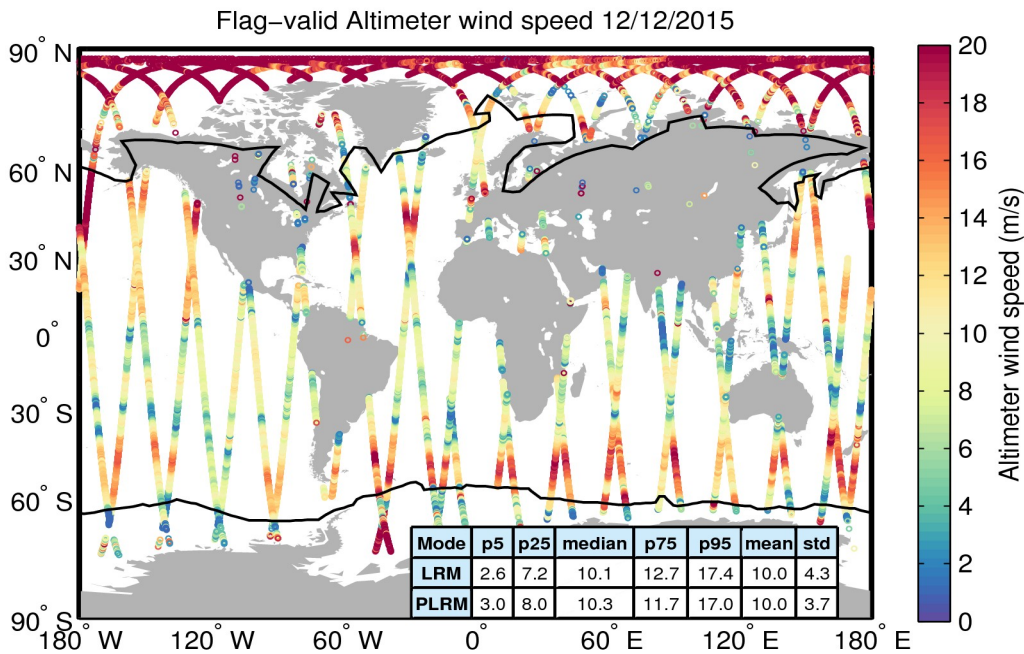 Flag−valid Altimeter wind speed 12/12/2015
90° N
60° N
30° N
0°
30° S
60° S
90° S
180° W
120° W
60° W
0°
60° E
120° E
180° E
Mode p5 p25 median p75 p95 mean std
LRM 2.6 7.2 10.1 12.7 17.4 10.0 4.3
PLRM 3.0 8.0 10.3 11.7 17.0 10.0 3.7
20
18
16
14
12
10
8
6
4
2
0
Altimeter wind speed (m/s)